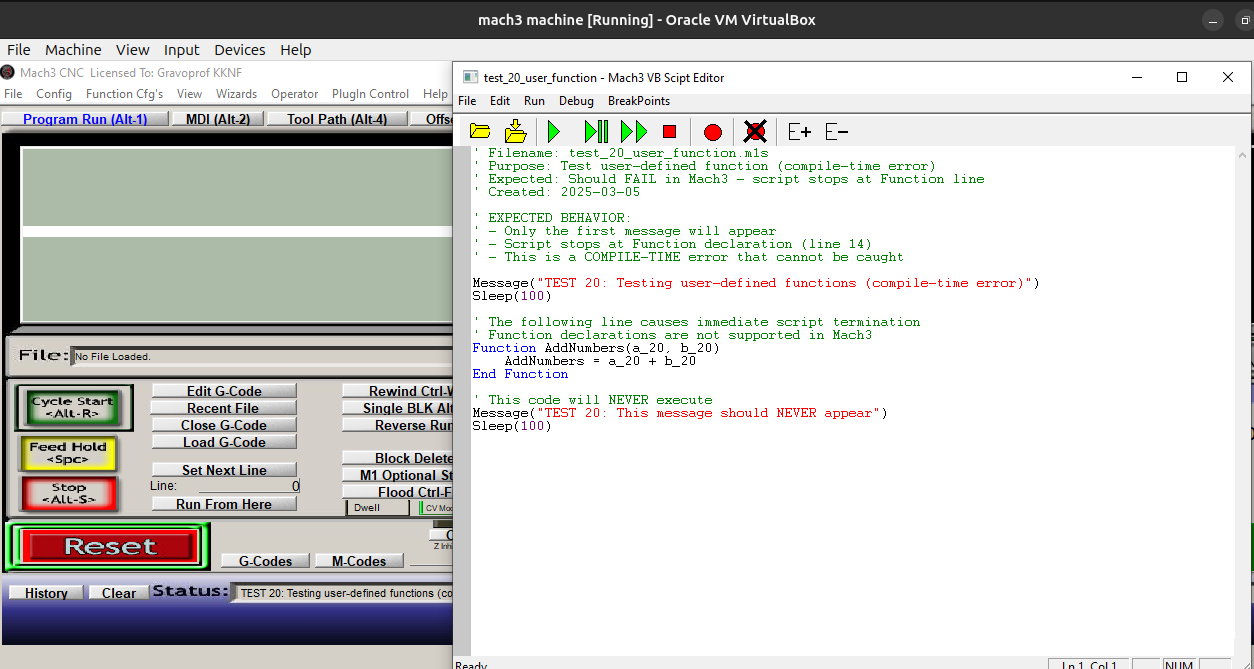 mach3 machine [Running] - Oracle VM VirtualBox
File Machine View Input Devices Help
Mach3 CNC Licensed To: Gravoprof KKNF
File Config Function Cfg's View Wizards Operator PlugIn Control Help
Program Run (Alt-1) MDI (Alt-2) Tool Path (Alt-4)
File: No File Loaded.
Cycle Start
<Alt-R>
Feed Hold
<Spc>
Stop
<Alt-S>
Edit G-Code
Recent File
Close G-Code
Load G-Code
Set Next Line
Line: 0
Run From Here
Rewind Ctrl-
Single BLK Alt
Reverse Run
Block Delete
M1 Optional St
Flood Ctrl-F
Dwell
Reset
G-Codes M-Codes
History Clear Status: TEST 20: Testing user-defined functions (co
test_20_user_function - Mach3 VB Scipt Editor
File Edit Run Debug BreakPoints
E+ E-
' Filename: test_20_user_function.m1s
' Purpose: Test user-defined function (compile-time error)
' Expected: Should FAIL in Mach3 - script stops at Function line
' Created: 2025-03-05
' EXPECTED BEHAVIOR:
' - Only the first message will appear
' - Script stops at Function declaration (line 14)
' - This is a COMPILE-TIME error that cannot be caught
Message("TEST 20: Testing user-defined functions (compile-time error)")
Sleep(100)
' The following line causes immediate script termination
' Function declarations are not supported in Mach3
Function AddNumbers(a_20, b_20)
AddNumbers = a_20 + b_20
End Function
' This code will NEVER execute
Message("TEST 20: This message should NEVER appear")
Sleep(100)
Ready
Ln 1, Col 1 NUM